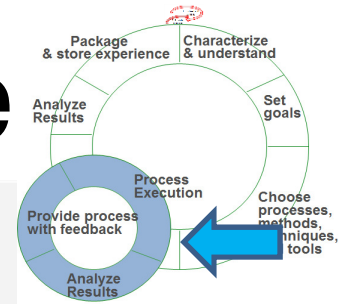 Package
& store experience
Characterize
& understand
Analyze
Results
Set
goals
Process
Execution
Choose
processes,
methods,
tools
Provide process
with feedback
Analyze
Results